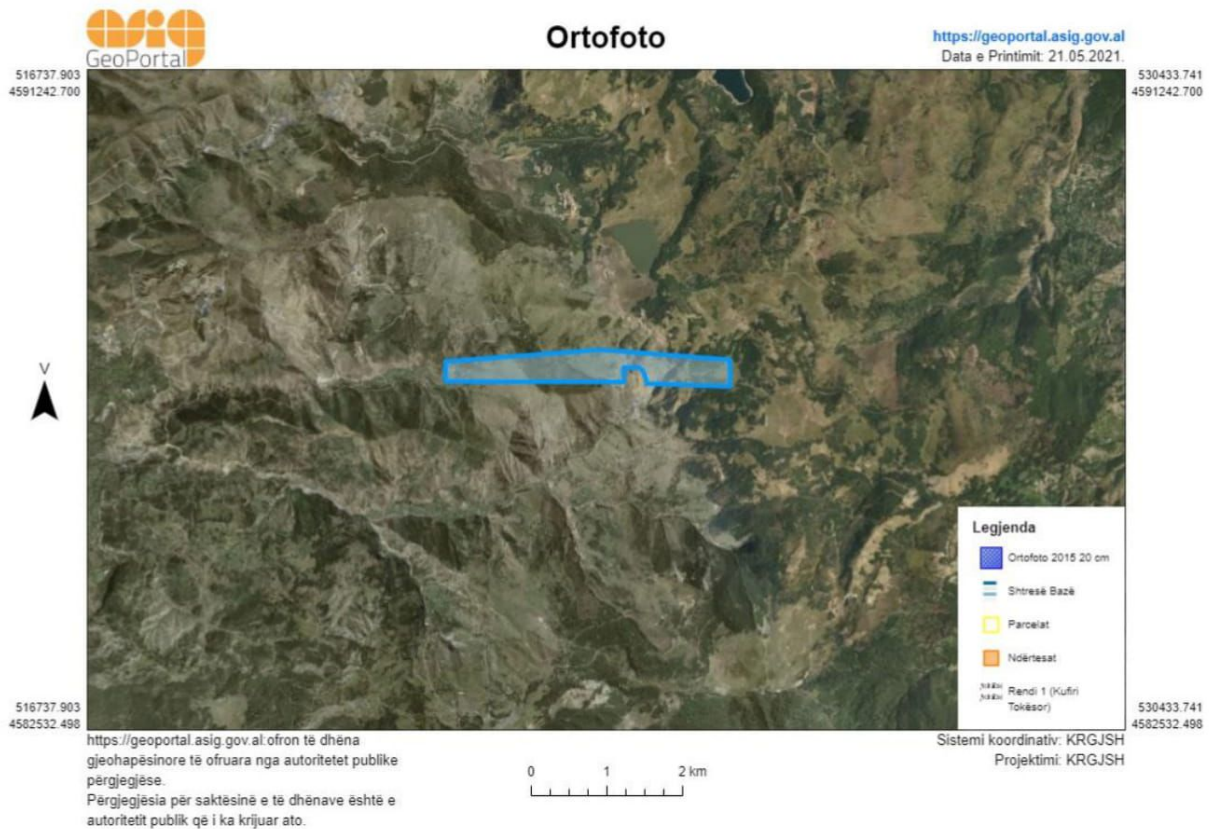 asig
GeoPortal
Ortofoto
https://geoportal.asig.gov.al
Data e Printimit: 21.05.2021.
516737.903
4591242.700
530433.741
4591242.700
V
Legjenda
Ortofoto 2015 20 cm
Shtresë Bazë
Parcelat
Ndërtesat
Rendi 1 (Kufiri
Tokësor)
516737.903
4582532.498
530433.741
4582532.498
https://geoportal.asig.gov.al:ofron të dhëna
gjeohapësinore të ofruara nga autoritetet publike
përgjegjëse.
Përgjegjësia për saktësinë e të dhënave është e
autoritetit publik që i ka krijuar ato.
0 1 2 km
Sistemi koordinativ: KRGJSH
Projektimi: KRGJSH